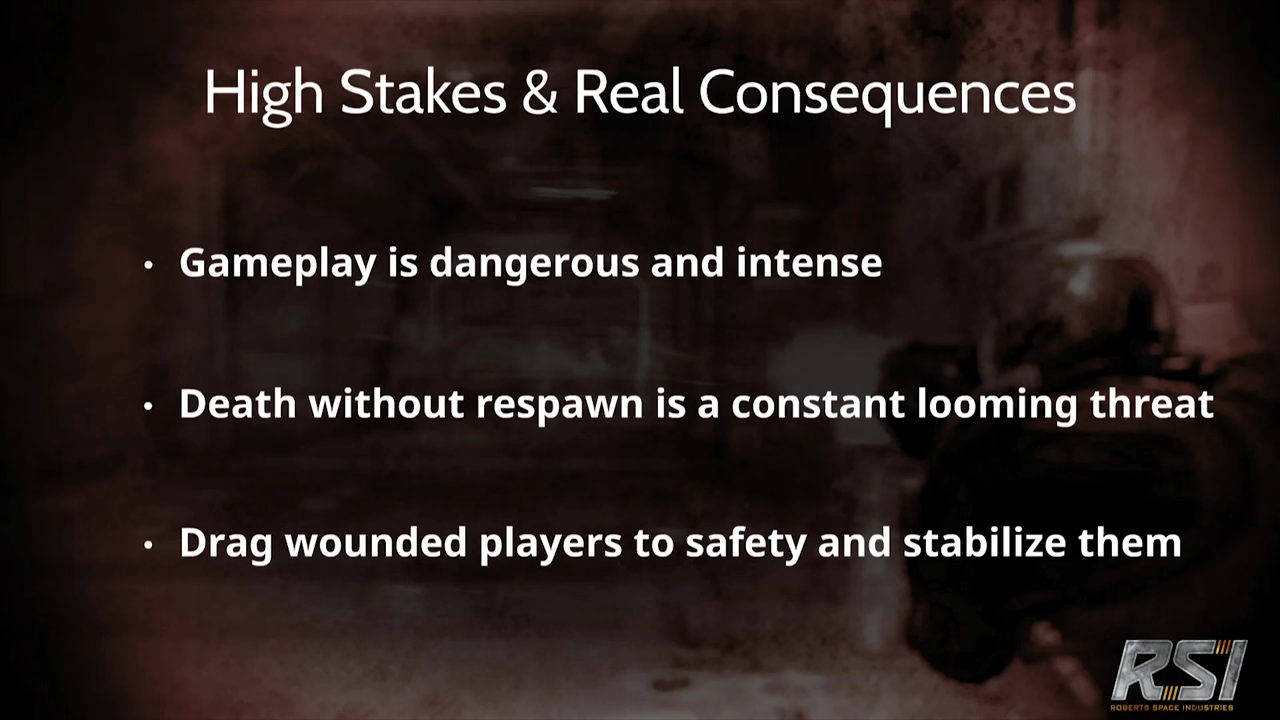 High Stakes & Real Consequences
• Gameplay is dangerous and intense
• Death without respawn is a constant looming threat
• Drag wounded players to safety and stabilize them
RSI
ROBERTS SPACE INDUSTRIES